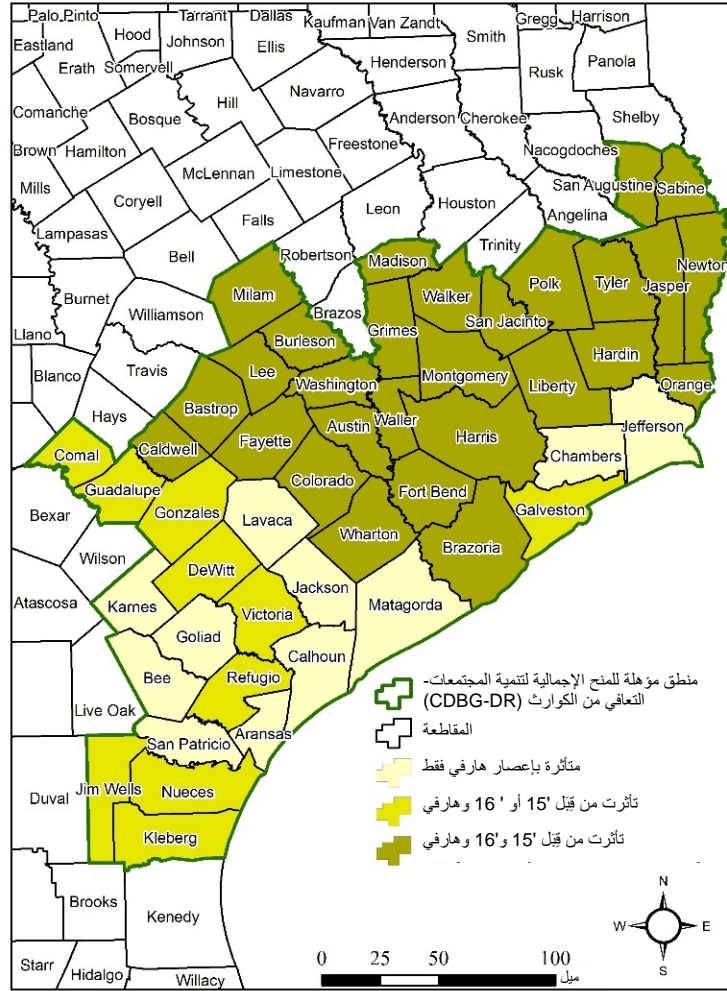 Palo Pinto
Tarrant
Dallas
Kaufman
Van Zandt
Gregg
Harrison
Hood
Johnson
Ellis
Smith
Eastland
Somervell
Erath
Henderson
Rusk
Panola
Navarro
Hill
Comanche
Bosque
Anderson
Cherokee
Shelby
Freestone
Brown
Hamilton
Nacogdoches
McLennan
Limestone
Mills
San Augustine
Sabine
Coryell
Houston
Leon
Angelina
Falls
Lampasas
Trinity
Bell
Robertson
Madison
Newton
Milam
Polk
Tyler
Jasper
Burnet
Williamson
Brazos
Walker
Grimes
San Jacinto
Llano
Burleson
Hardin
Travis
Lee
Blanco
Washington
Montgomery
Liberty
Orange
Hays
Bastrop
Austin
Waller
Jefferson
Caldwell
Fayette
Harris
Comal
Chambers
Colorado
Guadalupe
Fort Bend
Galveston
Bexar
Gonzales
Lavaca
Wharton
Brazoria
Wilson
DeWitt
Jackson
Atascosa
Karnes
Victoria
Matagorda
Goliad
Calhoun
Bee
Refugio
Live Oak
Aransas
San Patricio
Duval
Jim Wells
Nueces
Kleberg
Brooks
Kenedy
Starr
Hidalgo
Willacy
منطق مؤهلة للمنح الإجمالية لتنمية المجتمعات-
التعافي من الكوارث (CDBG-DR)
المقاطعة
متأثرة بإعصار هارفي فقط
تأثرت من قِبَل '15 أو ' 16 وهارفي
تأثرت من قِبَل '15 و'16 وهارفي
N
W
E
S
0 25 50 100
ميل